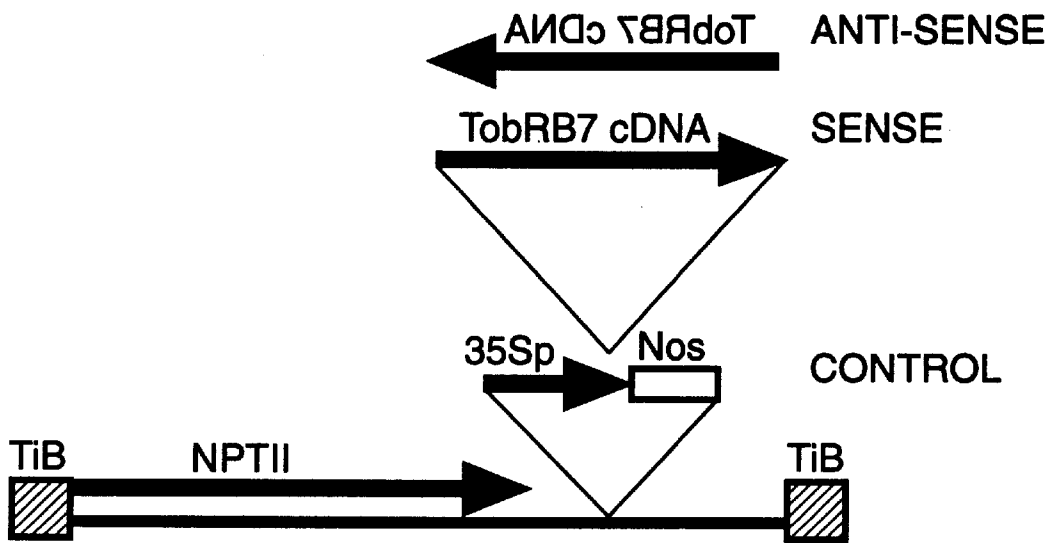 TobRB7 cDNA ANTI-SENSE
TobRB7 cDNA SENSE
35Sp Nos CONTROL
TiB NPTII TiB